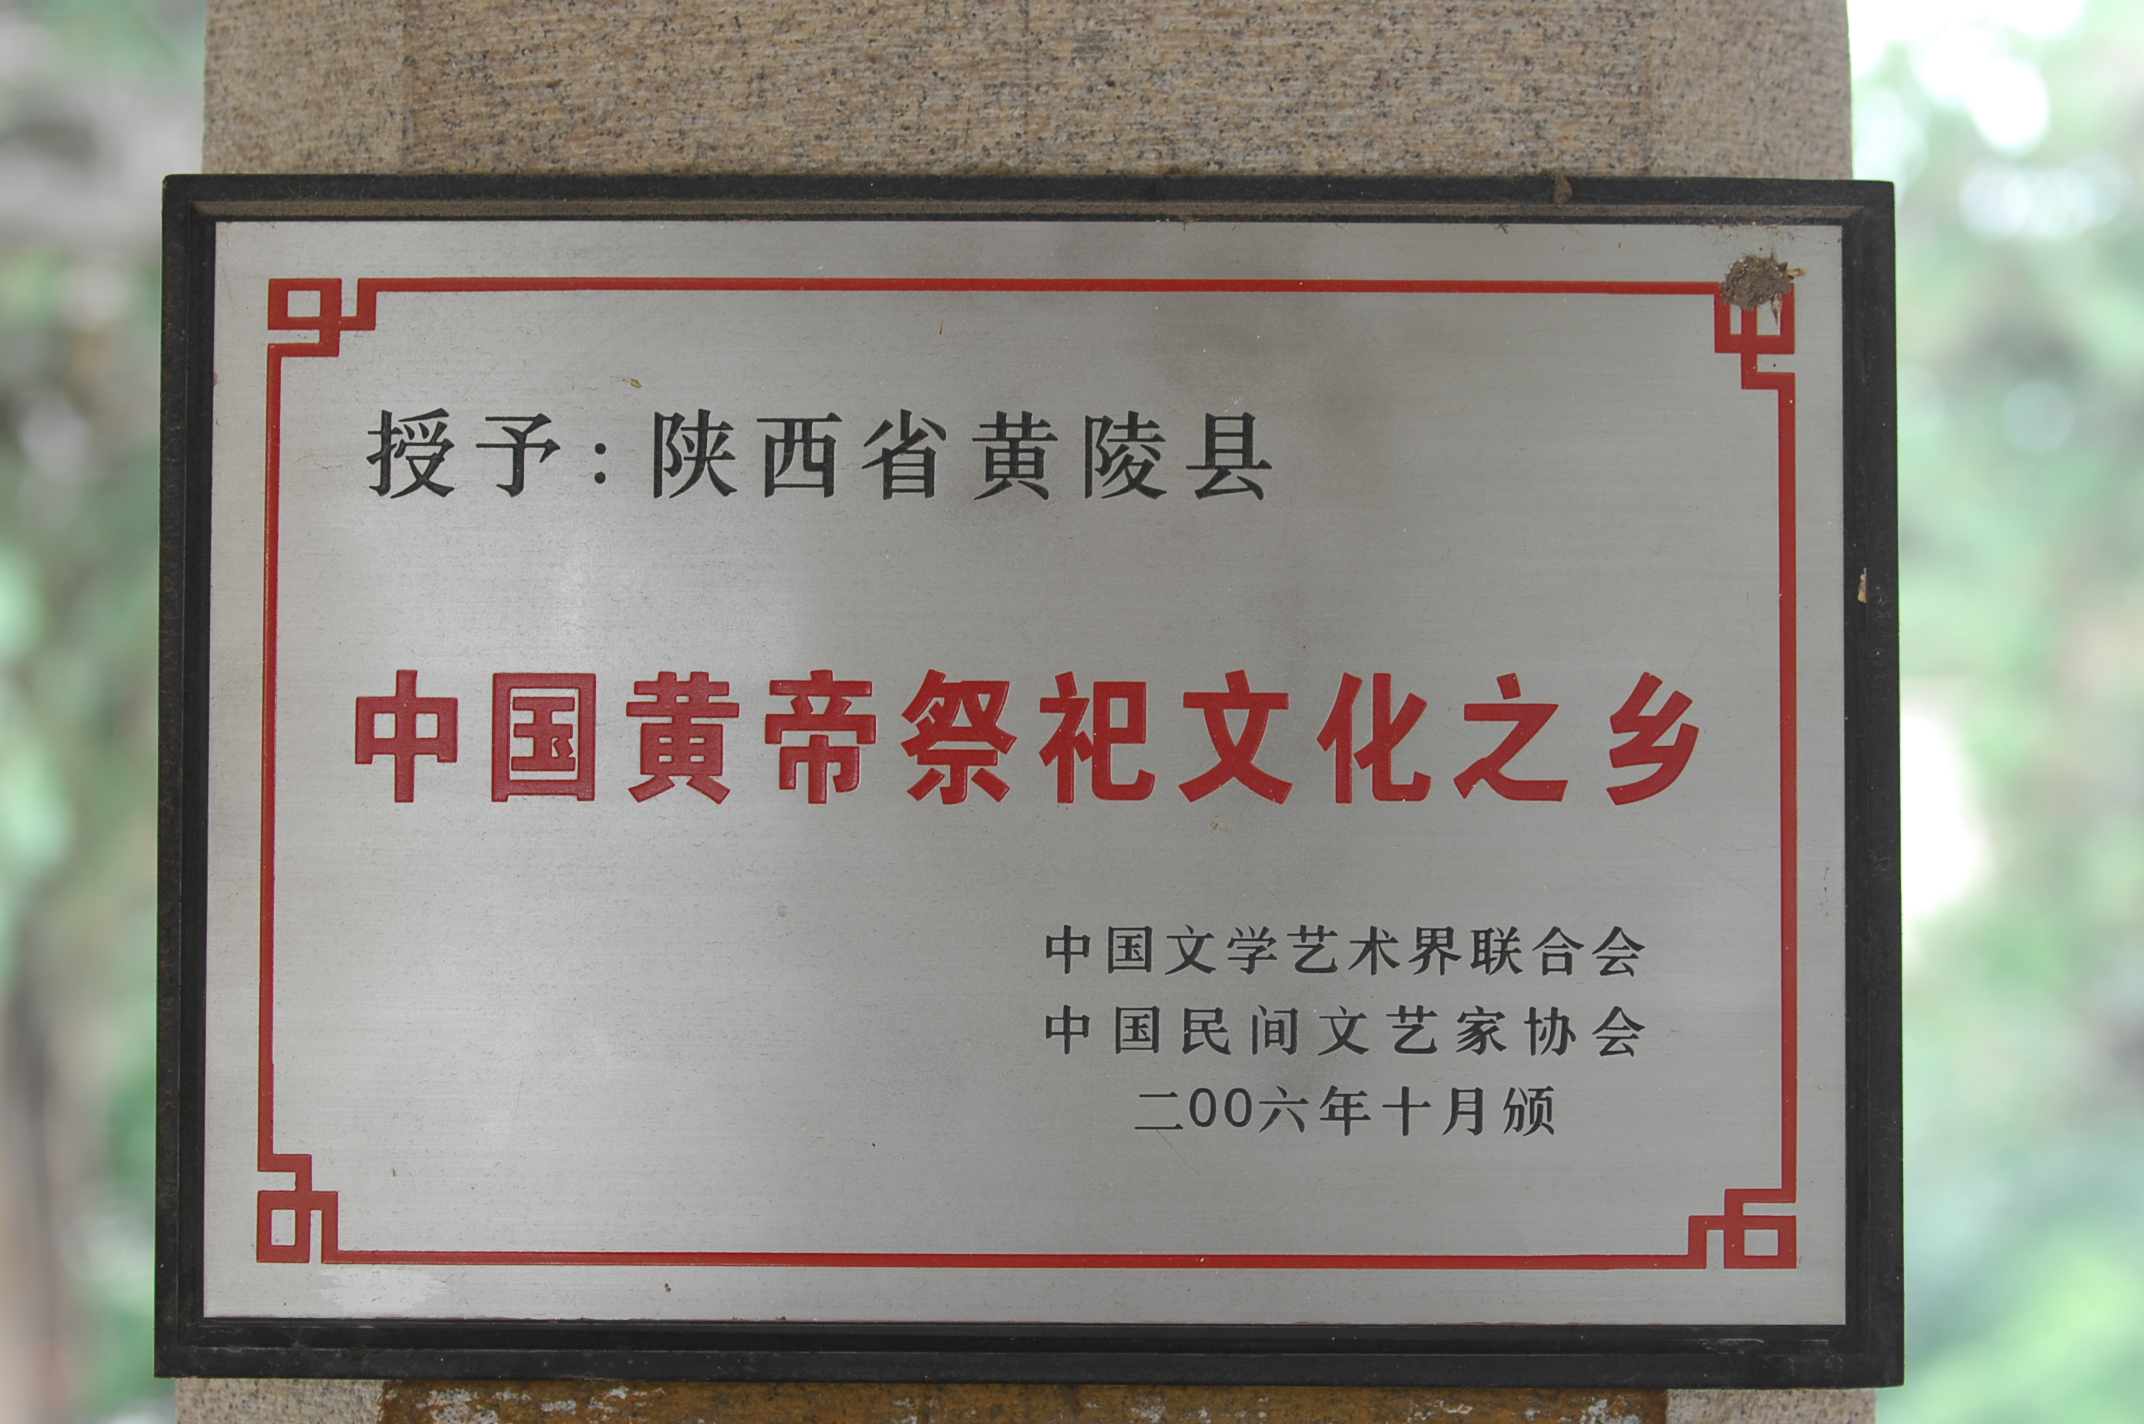 授予:陕西省黄陵县
中国黄帝祭祀文化之乡
中国文学艺术界联合会
中国民间文艺家协会
二00六年十月颁